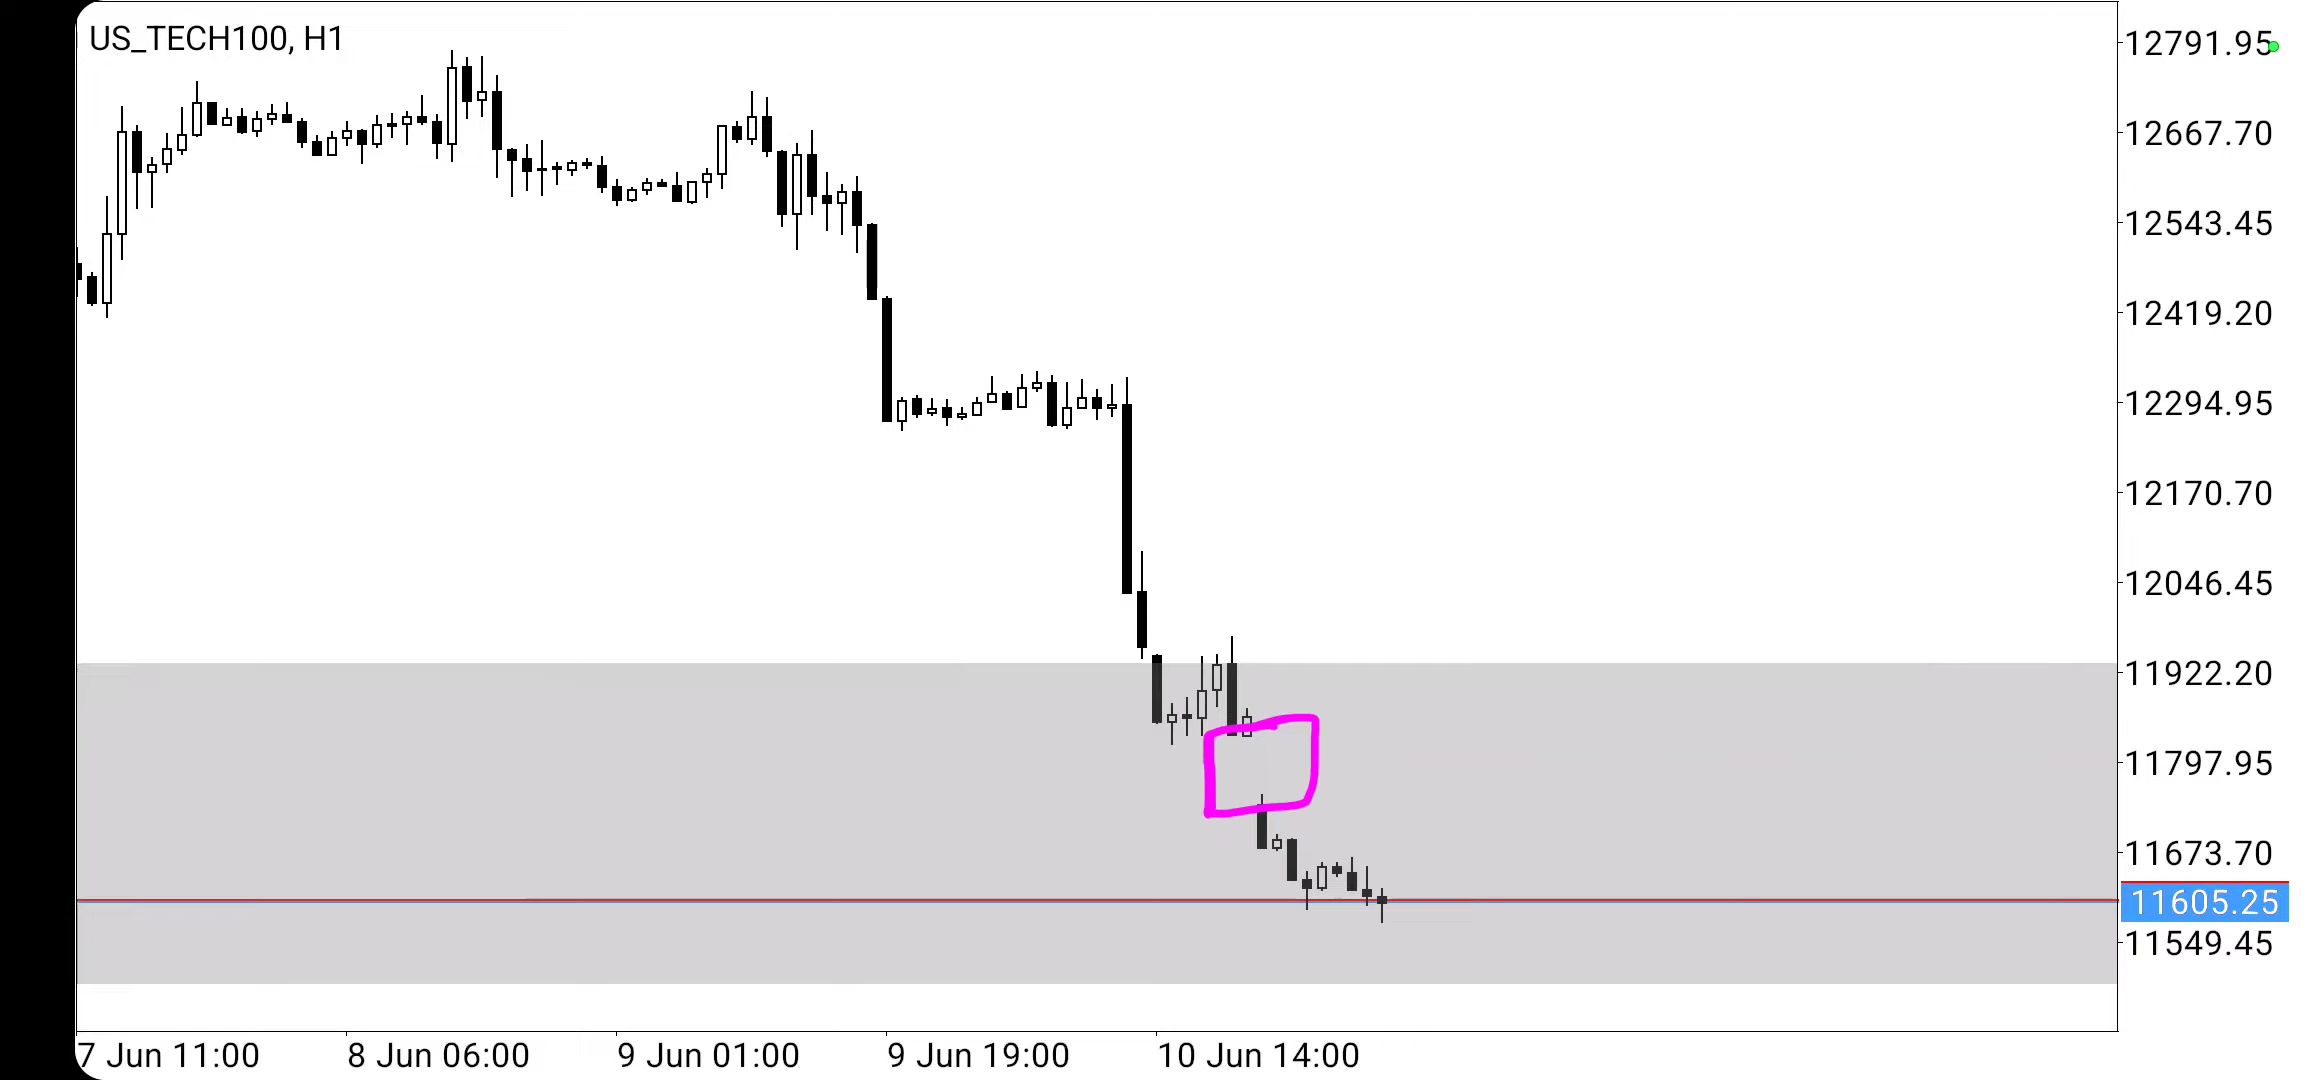 US_TECH100, H1
12791.95
12667.70
12543.45
12419.20
12294.95
12170.70
12046.45
11922.20
11797.95
11673.70
11605.25
11549.45
7 Jun 11:00
8 Jun 06:00
9 Jun 01:00
9 Jun 19:00
10 Jun 14:00